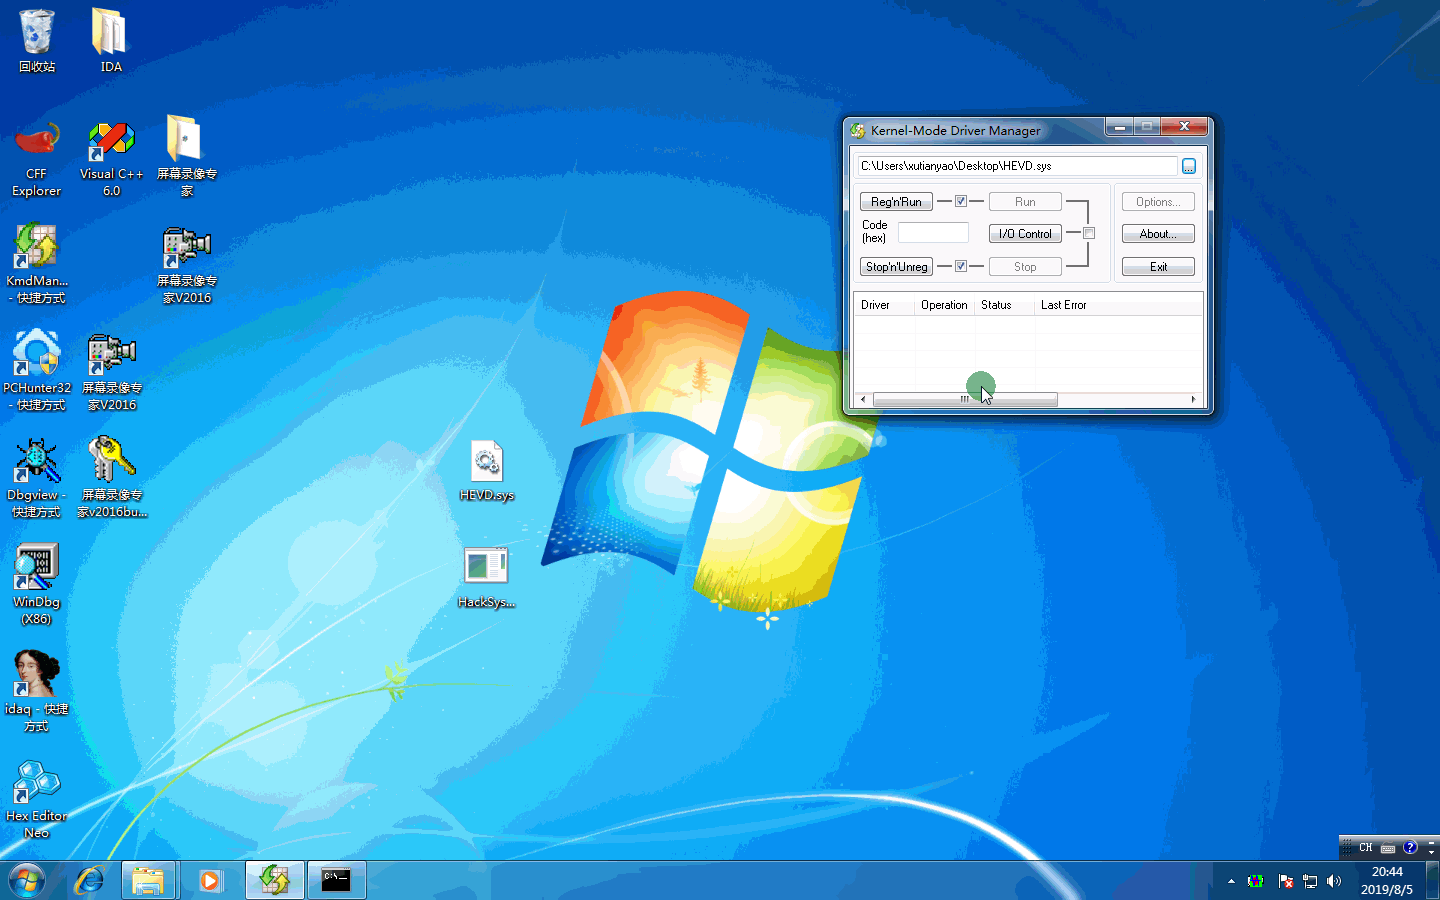 回收站
IDA
CFF
Explorer
Visual C++
6.0
屏幕录像专
家
KmdMan...
- 快捷方式
屏幕录像专
家V2016
PCHunter32
- 快捷方式
屏幕录像专
家V2016
Dbgview -
快捷方式
屏幕录像专
家v2016bu...
WinDbg
(X86)
idaq - 快捷
方式
Hex Editor
Neo
HEVD.sys
HackSys...
Kernel-Mode Driver Manager
C:\Users\xutianyao\Desktop\HEVD.sys
...
Reg'n'Run
Run
Options...
Code
(hex)
I/O Control
About...
Stop'n'Unreg
Stop
Exit
Driver
Operation
Status
Last Error
C:\_
CH
20:44
2019/8/5